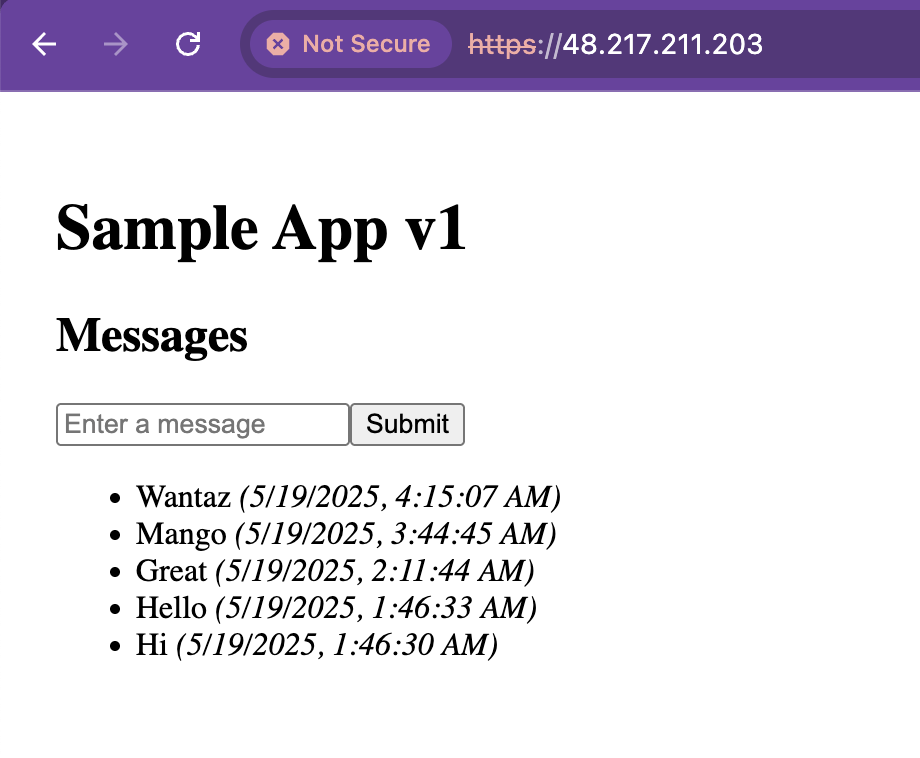 Not Secure https://48.217.211.203
Sample App v1
Messages
Enter a message Submit
Wantaz (5/19/2025, 4:15:07 AM)
Mango (5/19/2025, 3:44:45 AM)
Great (5/19/2025, 2:11:44 AM)
Hello (5/19/2025, 1:46:33 AM)
Hi (5/19/2025, 1:46:30 AM)